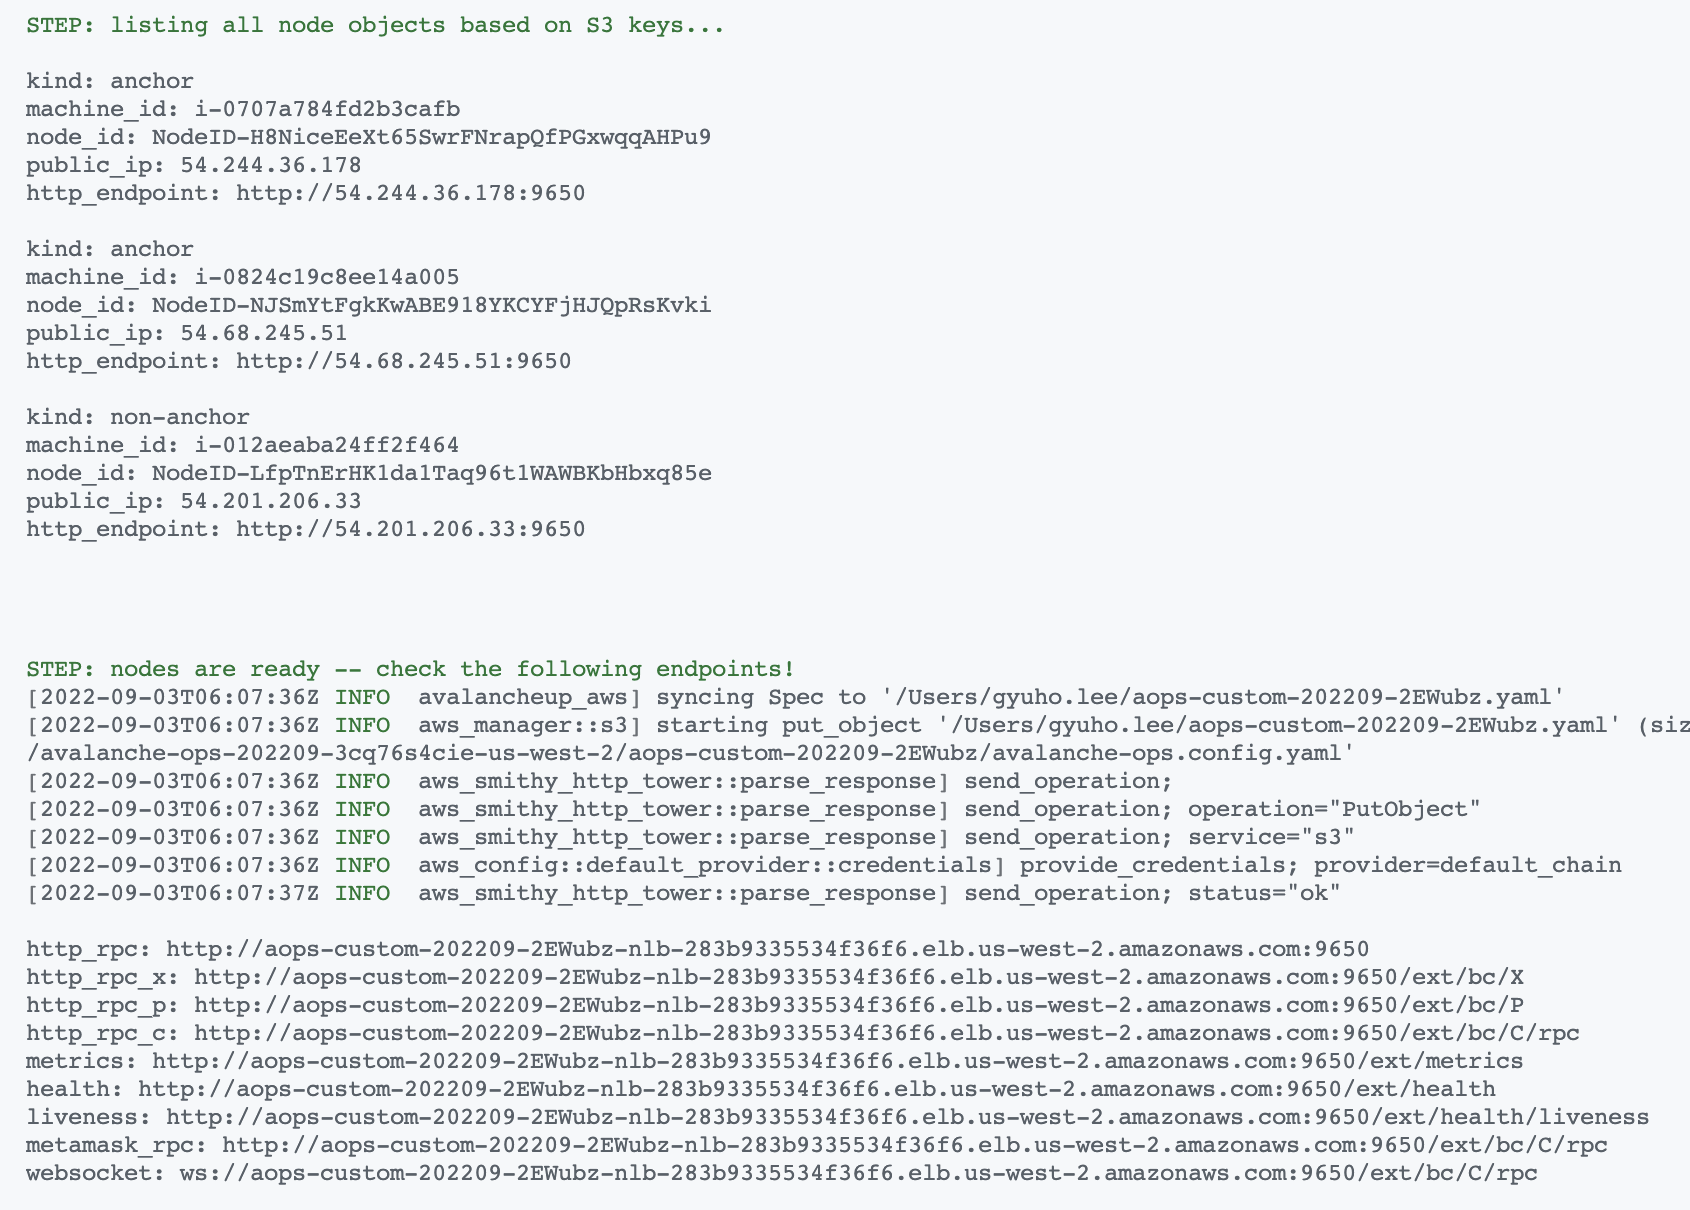 STEP: listing all node objects based on S3 keys...
kind: anchor
machine_id: i-0707a784fd2b3cafb
node_id: NodeID-H8NiceEeXt65SwrFNrapQfPGxwqqAHPu9
public_ip: 54.244.36.178
http_endpoint: http://54.244.36.178:9650
kind: anchor
machine_id: i-0824c19c8ee14a005
node_id: NodeID-NJSmYtFgkKwABE918YKCYFjHJQpRsKvki
public_ip: 54.68.245.51
http_endpoint: http://54.68.245.51:9650
kind: non-anchor
machine_id: i-012aeaba24ff2f464
node_id: NodeID-LfpTnErHK1da1Taq96t1WAWBKbHbxq85e
public_ip: 54.201.206.33
http_endpoint: http://54.201.206.33:9650
STEP: nodes are ready -- check the following endpoints!
[2022-09-03T06:07:36Z INFO  avalancheup_aws] syncing Spec to '/Users/gyuho.lee/aops-custom-202209-2EWubz.yaml'
[2022-09-03T06:07:36Z INFO  aws_manager::s3] starting put_object '/Users/gyuho.lee/aops-custom-202209-2EWubz.yaml' (siz
/avalanche-ops-202209-3cq76s4cie-us-west-2/aops-custom-202209-2EWubz/avalanche-ops.config.yaml'
[2022-09-03T06:07:36Z INFO  aws_smithy_http_tower::parse_response] send_operation;
[2022-09-03T06:07:36Z INFO  aws_smithy_http_tower::parse_response] send_operation; operation="PutObject"
[2022-09-03T06:07:36Z INFO  aws_smithy_http_tower::parse_response] send_operation; service="s3"
[2022-09-03T06:07:36Z INFO  aws_config::default_provider::credentials] provide_credentials; provider=default_chain
[2022-09-03T06:07:37Z INFO  aws_smithy_http_tower::parse_response] send_operation; status="ok"
http_rpc: http://aops-custom-202209-2EWubz-nlb-283b9335534f36f6.elb.us-west-2.amazonaws.com:9650
http_rpc_x: http://aops-custom-202209-2EWubz-nlb-283b9335534f36f6.elb.us-west-2.amazonaws.com:9650/ext/bc/X
http_rpc_p: http://aops-custom-202209-2EWubz-nlb-283b9335534f36f6.elb.us-west-2.amazonaws.com:9650/ext/bc/P
http_rpc_c: http://aops-custom-202209-2EWubz-nlb-283b9335534f36f6.elb.us-west-2.amazonaws.com:9650/ext/bc/C/rpc
metrics: http://aops-custom-202209-2EWubz-nlb-283b9335534f36f6.elb.us-west-2.amazonaws.com:9650/ext/metrics
health: http://aops-custom-202209-2EWubz-nlb-283b9335534f36f6.elb.us-west-2.amazonaws.com:9650/ext/health
liveness: http://aops-custom-202209-2EWubz-nlb-283b9335534f36f6.elb.us-west-2.amazonaws.com:9650/ext/health/liveness
metamask_rpc: http://aops-custom-202209-2EWubz-nlb-283b9335534f36f6.elb.us-west-2.amazonaws.com:9650/ext/bc/C/rpc
websocket: ws://aops-custom-202209-2EWubz-nlb-283b9335534f36f6.elb.us-west-2.amazonaws.com:9650/ext/bc/C/rpc